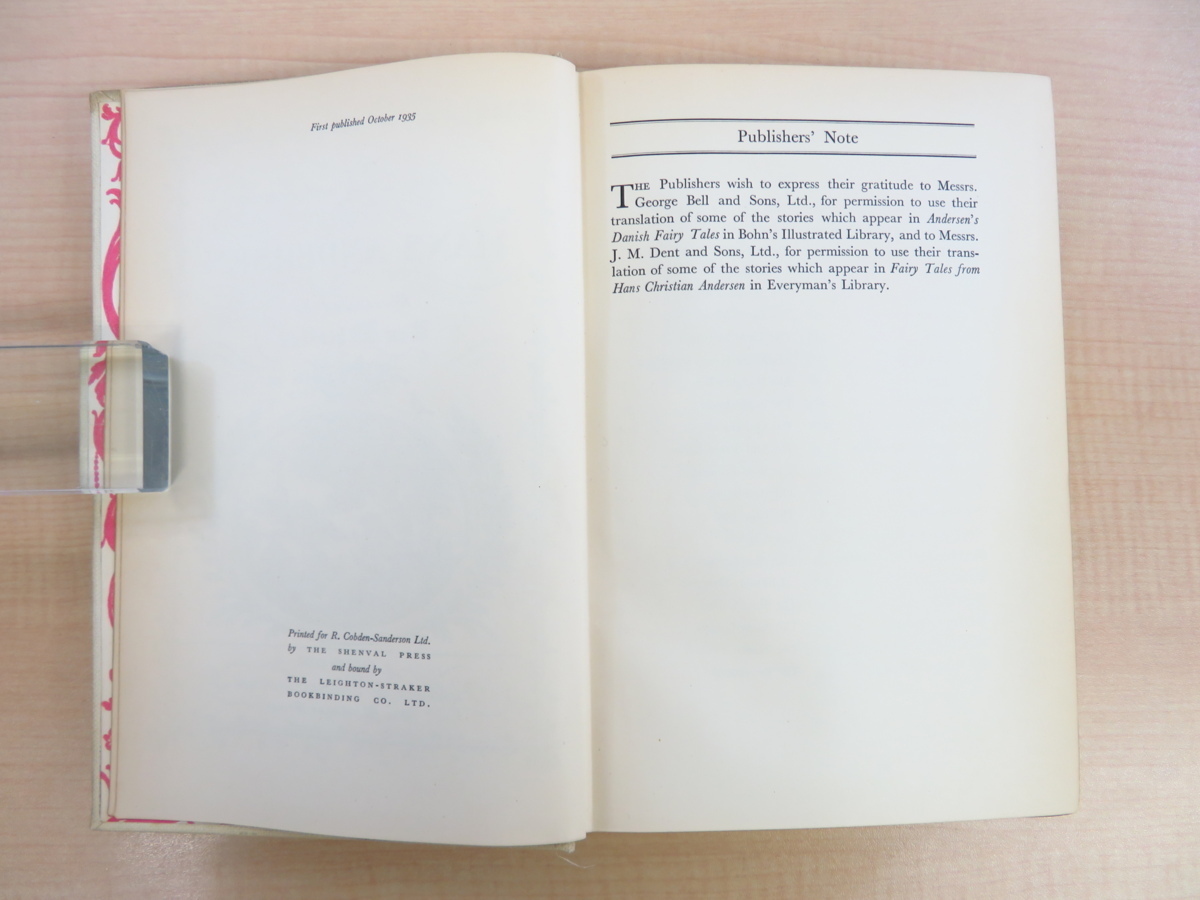 First published October 1935
Printed for R. Cobden-Sanderson Ltd.
by THE SHENVAL PRESS
and bound by
THE LEIGHTON-STRAKER
BOOKBINDING CO. LTD.
Publishers' Note
THE Publishers wish to express their gratitude to Messrs.
George Bell and Sons, Ltd., for permission to use their
translation of some of the stories which appear in Andersen's
Danish Fairy Tales in Bohn's Illustrated Library, and to Messrs.
J. M. Dent and Sons, Ltd., for permission to use their trans-
lation of some of the stories which appear in Fairy Tales from
Hans Christian Andersen in Everyman's Library.